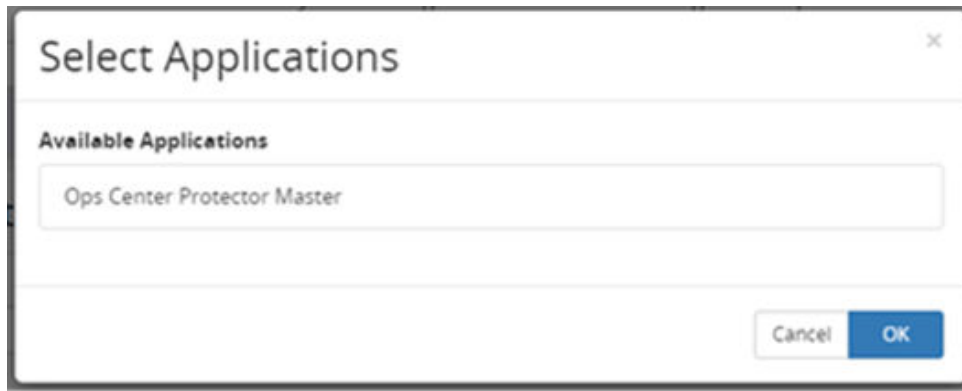 Select Applications
×
Available Applications
Ops Center Protector Master
Cancel OK